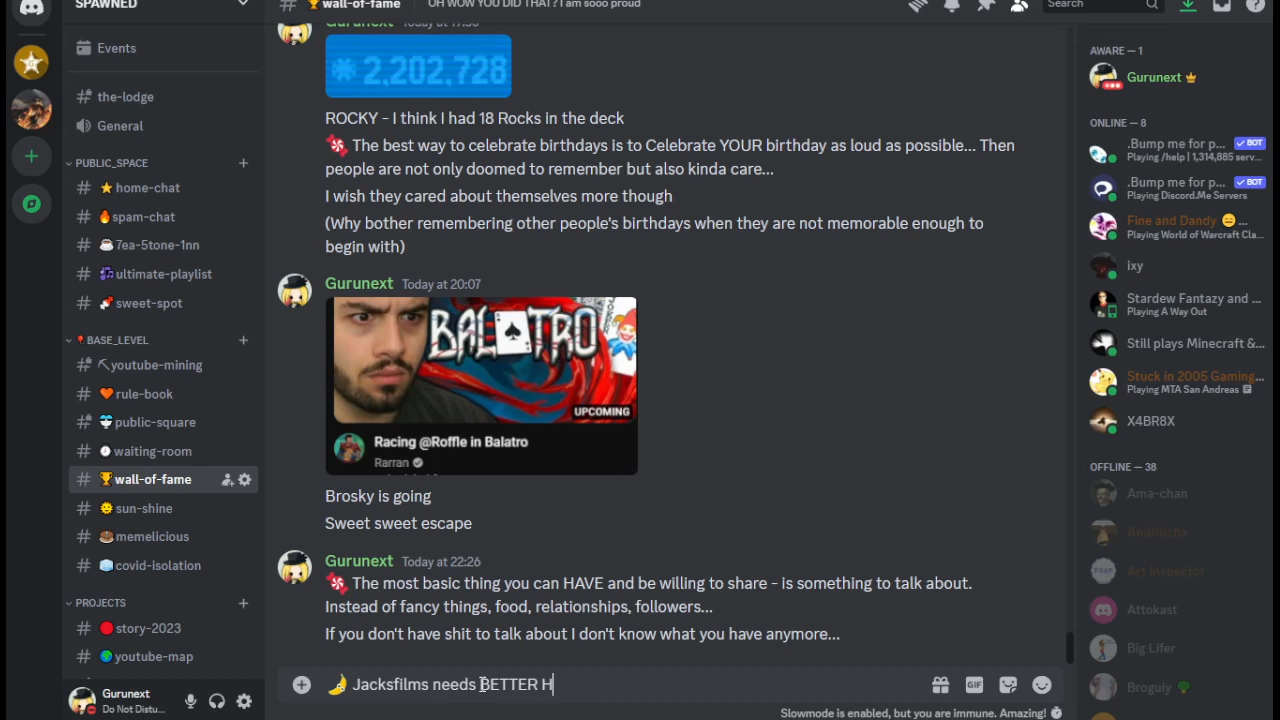 SPAWNED
Events
the-lodge
General
PUBLIC_SPACE
home-chat
spam-chat
7ea-5tone-1nn
ultimate-playlist
sweet-spot
BASE_LEVEL
youtube-mining
rule-book
public-square
waiting-room
wall-of-fame
sun-shine
memelicious
covid-isolation
PROJECTS
story-2023
youtube-map
Gurunext
Do Not Distu...
wall-of-fame
OH WOW YOU DID THAT? I am sooo proud
Search
Gurunext Today at 17:50
2,202,728
ROCKY - I think I had 18 Rocks in the deck
The best way to celebrate birthdays is to Celebrate YOUR birthday as loud as possible... Then
people are not only doomed to remember but also kinda care...
I wish they cared about themselves more though
(Why bother remembering other people's birthdays when they are not memorable enough to
begin with)
Gurunext Today at 20:07
BALATRO
UPCOMING
Racing @Roffle in Balatro
Rarran
Brosky is going
Sweet sweet escape
Gurunext Today at 22:26
The most basic thing you can HAVE and be willing to share - is something to talk about.
Instead of fancy things, food, relationships, followers...
If you don't have shit to talk about I don't know what you have anymore...
Jacksfilms needs BETTER H
GIF
Slowmode is enabled, but you are immune. Amazing!
AWARE — 1
Gurunext
ONLINE — 8
.Bump me for p... BOT
Playing /help | 1,314,885 serv...
.Bump me for p... BOT
Playing Discord.Me Servers
Fine and Dandy ...
Playing World of Warcraft Cla...
ixy
Stardew Fantazy and ...
Playing A Way Out
Still plays Minecraft &...
Stuck in 2005 Gaming...
Playing MTA San Andreas
X4BR8X
OFFLINE — 38
Ama-chan
Andilucha
Art Inspector
Attokast
Big Lifer
Broguiy